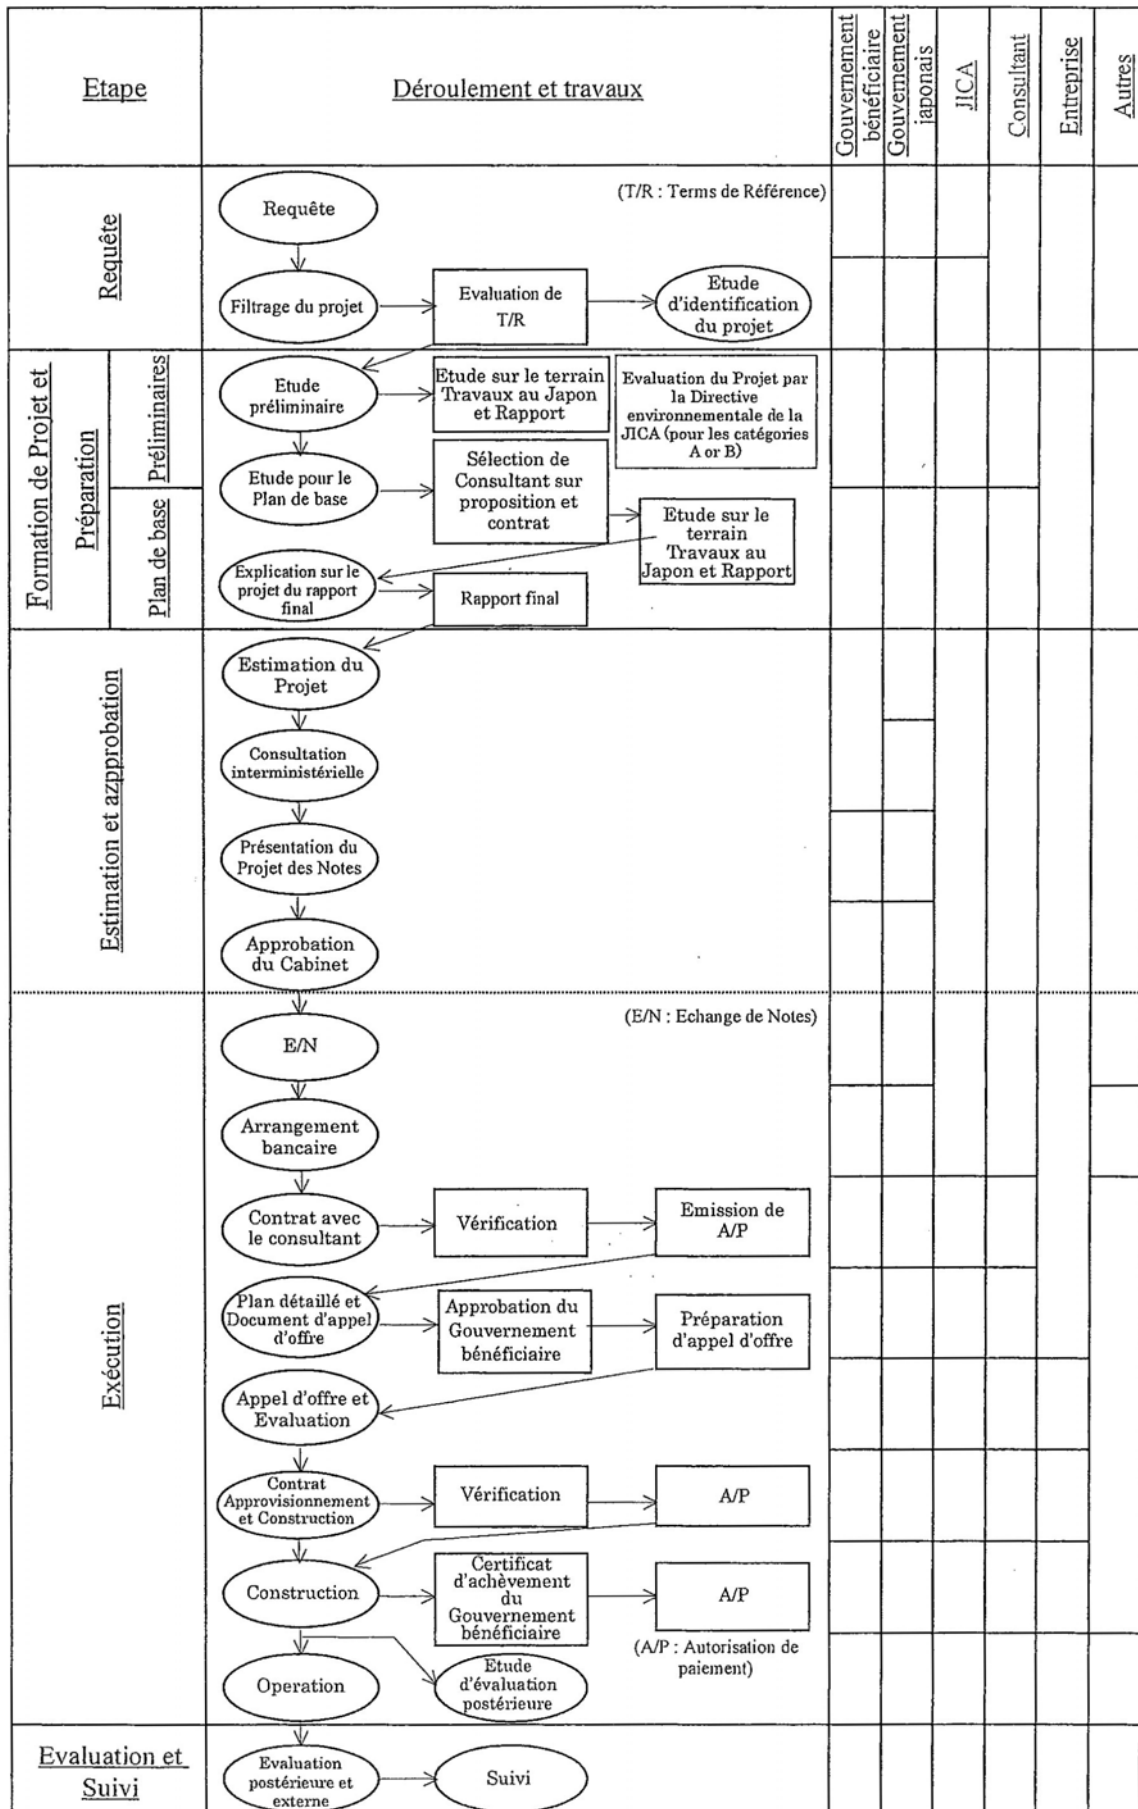 Etape
Déroulement et travaux
Gouvernement
bénéficiaire
Gouvernement
japonais
JICA
Consultant
Entreprise
Autres
Requête
(T/R : Terms de Référence)
Requête
Filtrage du projet
Evaluation de
T/R
Etude
d'identification
du projet
Formation de Projet et
Préparation
Préliminaires
Plan de base
Etude
préliminaire
Etude sur le terrain
Travaux au Japon
et Rapport
Evaluation du Projet par
la Directive
environnementale de la
JICA (pour les catégories
A or B)
Etude pour le
Plan de base
Sélection de
Consultant sur
proposition et
contrat
Etude sur le
terrain
Travaux au
Japon et Rapport
Explication sur le
projet du rapport
final
Rapport final
Estimation et azpprobation
Estimation du
Projet
Consultation
interministérielle
Présentation du
Projet des Notes
Approbation
du Cabinet
Exécution
(E/N : Echange de Notes)
E/N
Arrangement
bancaire
Contrat avec
le consultant
Vérification
Emission de
A/P
Plan détaillé et
Document d'appel
d'offre
Approbation du
Gouvernement
bénéficiaire
Préparation
d'appel d'offre
Appel d'offre et
Evaluation
Contrat
Approvisionnement
et Construction
Vérification
A/P
Construction
Certificat
d'achèvement
du
Gouvernement
bénéficiaire
A/P
(A/P : Autorisation de
paiement)
Operation
Etude
d'évaluation
postérieure
Evaluation et
Suivi
Evaluation
postérieure et
externe
Suivi